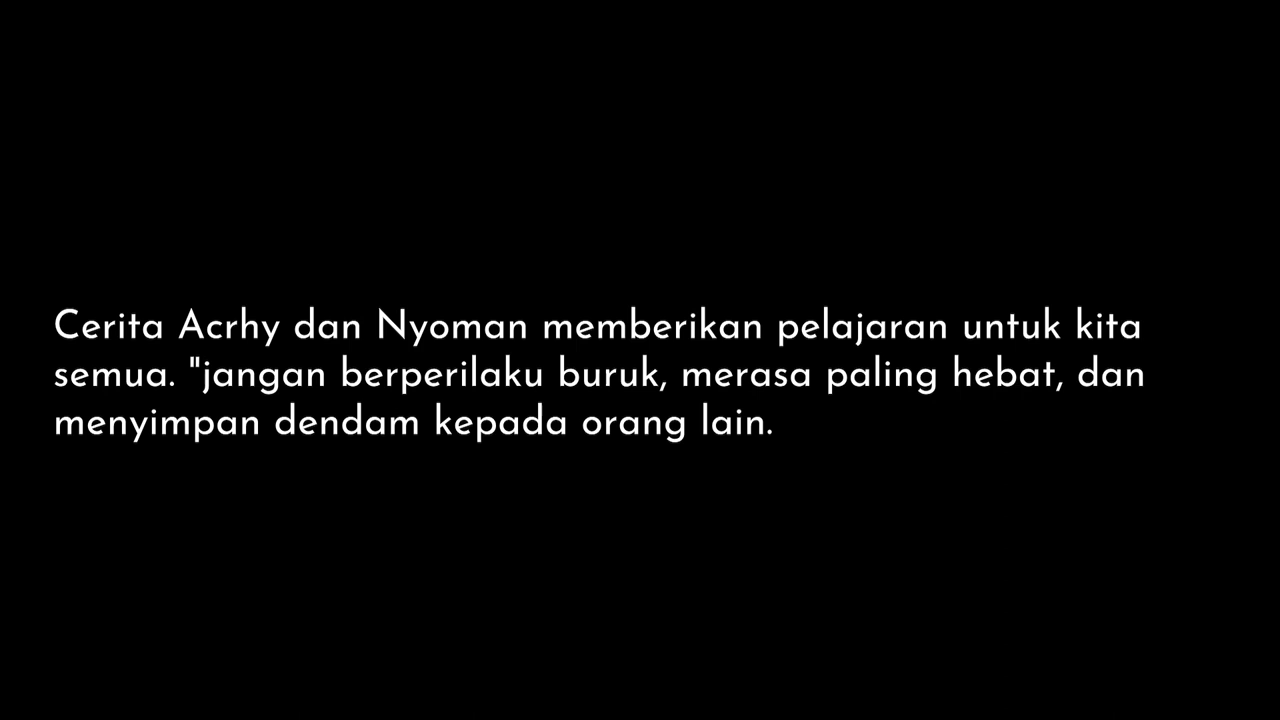 Cerita Acrhy dan Nyoman memberikan pelajaran untuk kita
semua. "jangan berperilaku buruk, merasa paling hebat, dan
menyimpan dendam kepada orang lain.